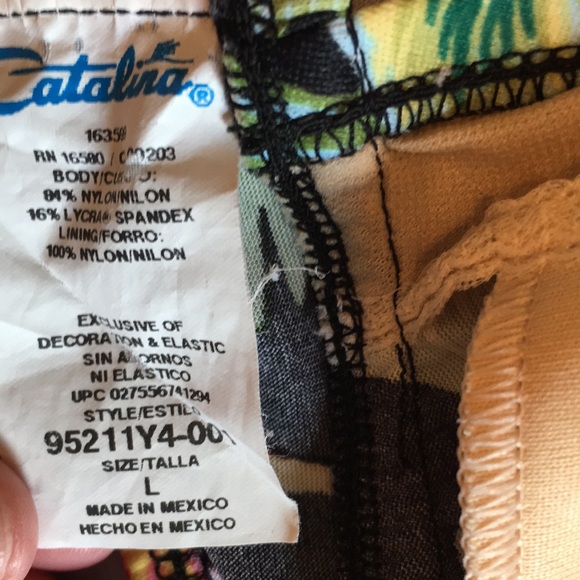 Catalina®
RN 16580 /
BODY/CUERPO:
84% NYLON/NILON
16% LYCRA® SPANDEX
LINING/FORRO:
100% NYLON/NILON
EXCLUSIVE OF
DECORATION & ELASTIC
SIN ADORNOS
NI ELASTICO
UPC 027556741294
STYLE/ESTILO
95211Y4-001
SIZE/TALLA
L
MADE IN MEXICO
HECHO EN MEXICO